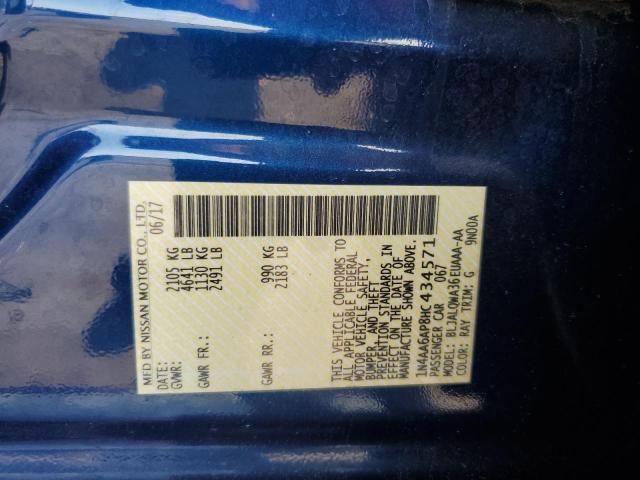 MFD BY NISSAN MOTOR CO., LTD.
DATE: 06/17
GVWR: 2105 KG
4641 LB
GAWR FR.: 1130 KG
2491 LB
GAWR RR.: 990 KG
2183 LB
THIS VEHICLE CONFORMS TO
ALL APPLICABLE FEDERAL
MOTOR VEHICLE SAFETY,
BUMPER, AND THEFT
PREVENTION STANDARDS IN
EFFECT ON THE DATE OF
MANUFACTURE SHOWN ABOVE.
1N4AA6AP8HC434571
PASSENGER CAR 067
MODEL: BLJALQWA36EUAAA-AA
COLOR: RAY TRIM: G 9N00A